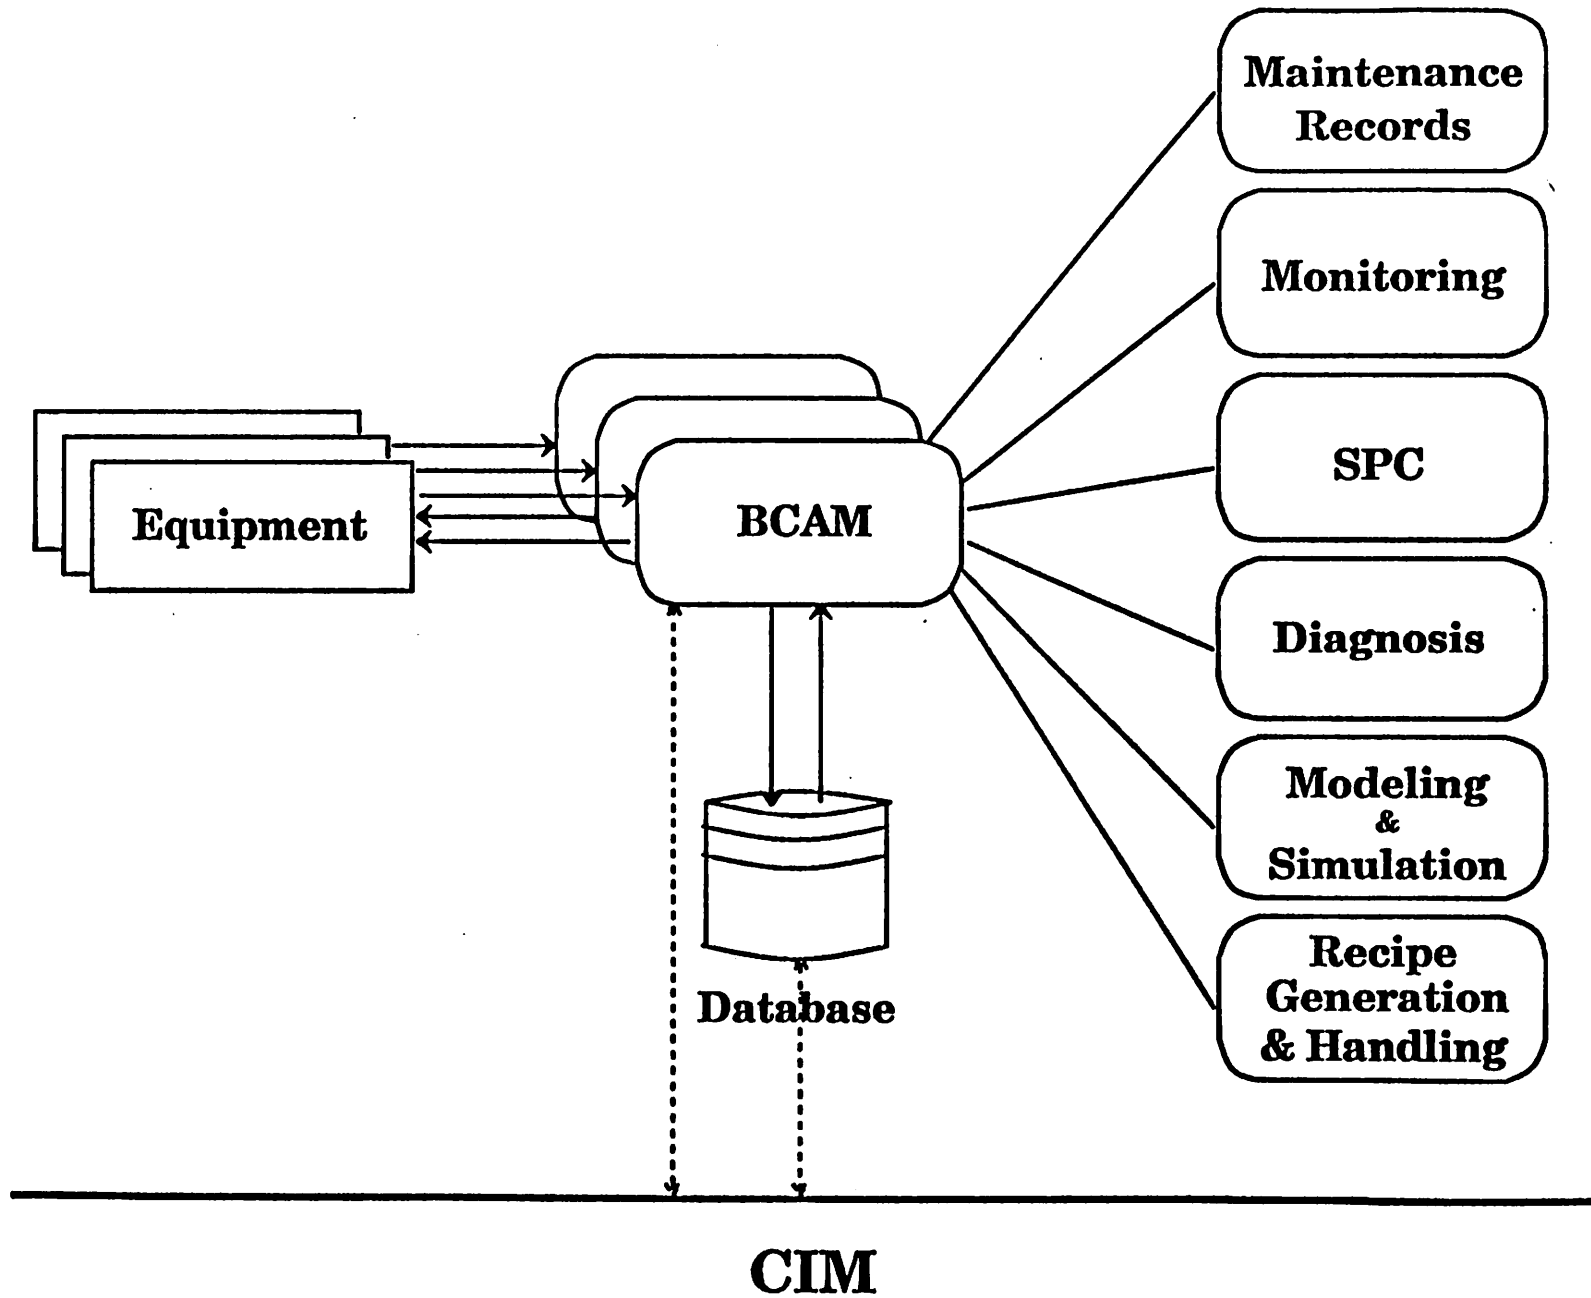 Maintenance
Records
Monitoring
SPC
Equipment
BCAM
Diagnosis
Modeling
&
Simulation
Recipe
Generation
& Handling
Database
CIM